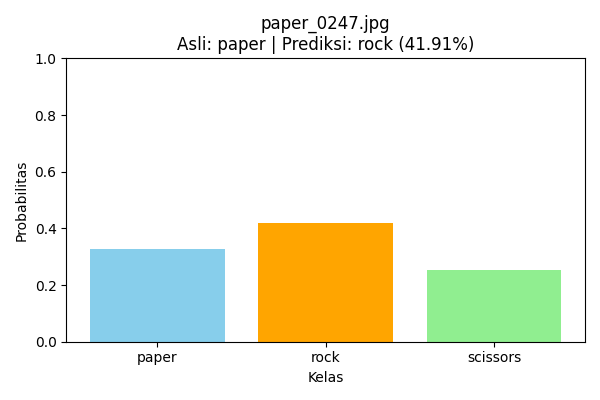 paper_0247.jpg
Asli: paper | Prediksi: rock (41.91%)
1.0
0.8
0.6
0.4
0.2
0.0
Probabilitas
paper rock scissors
Kelas